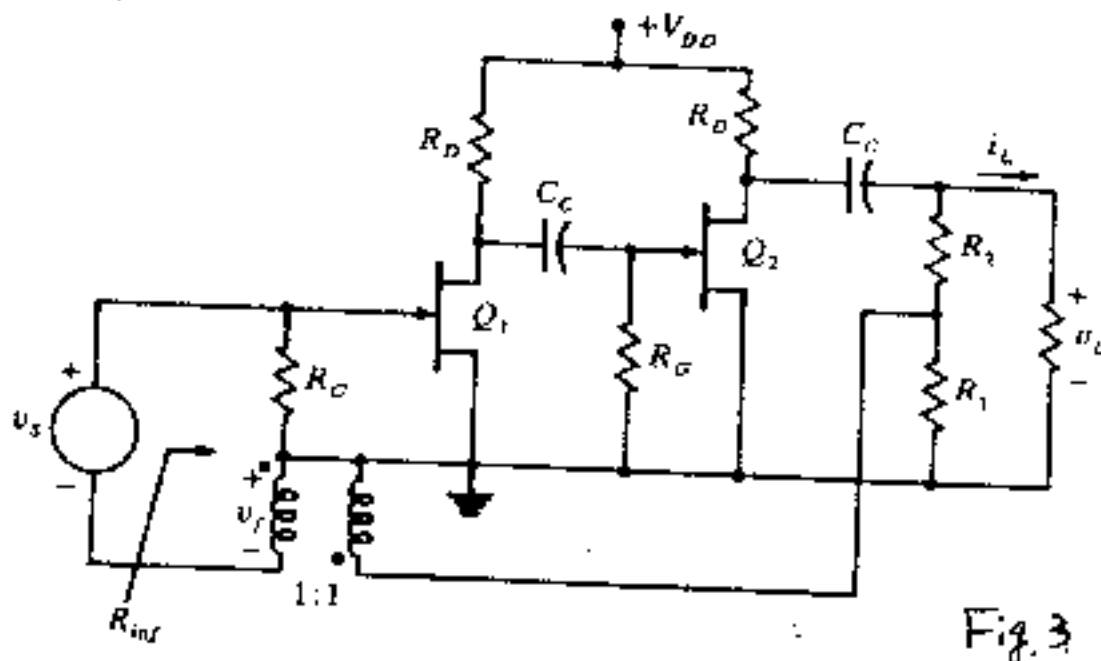 +V_DD
R_D
R_D
C_C
i_L
C_C
Q_2
R_2
+
Q_1
+
v_L
R_G
R_G
R_1
−
v_S
−
+
v_f
−
1:1
R_inf
Fig. 3